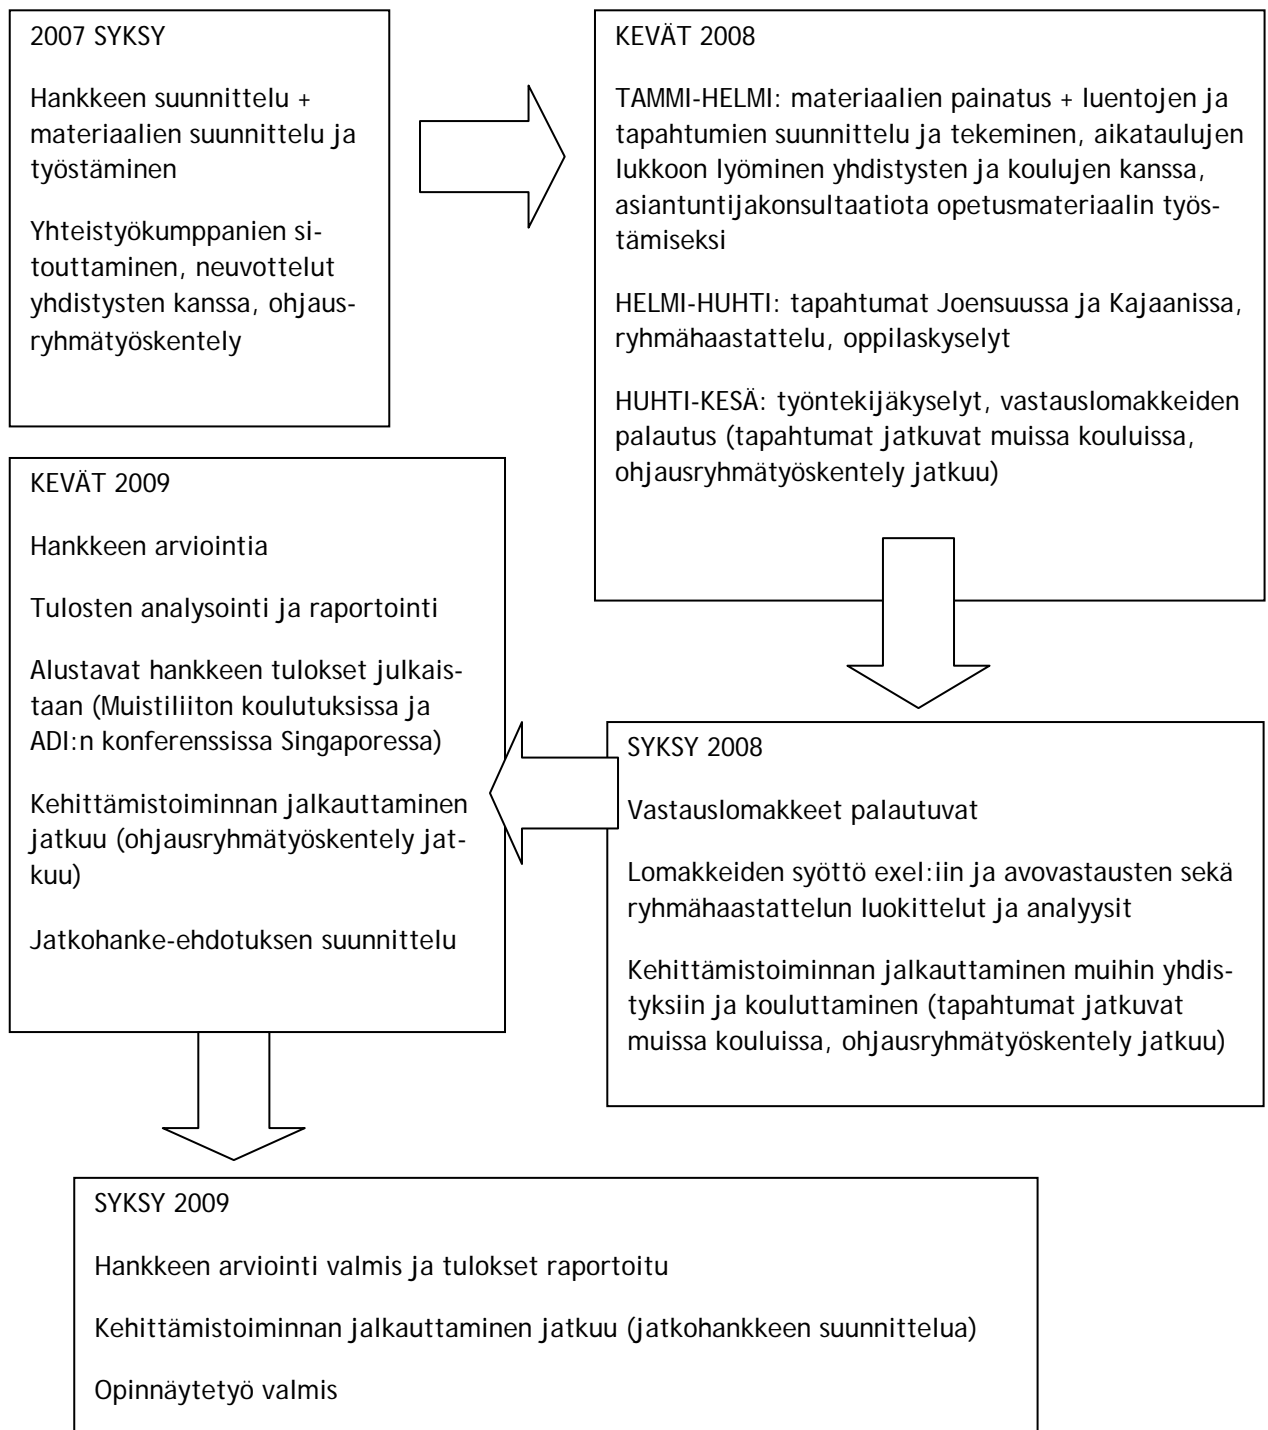 2007 SYKSY
Hankkeen suunnittelu +
materiaalien suunnittelu ja
työstäminen
Yhteistyökumppanien si-
touttaminen, neuvottelut
yhdistysten kanssa, ohjaus-
ryhmätyöskentely
KEVÄT 2008
TAMMI-HELMI: materiaalien painatus + luentojen ja
tapahtumien suunnittelu ja tekeminen, aikataulujen
lukkoon lyöminen yhdistysten ja koulujen kanssa,
asiantuntijakonsultaatiota opetusmateriaalin työs-
tämiseksi
HELMI-HUHTI: tapahtumat Joensuussa ja Kajaanissa,
ryhmähaastattelu, oppilaskyselyt
HUHTI-KESÄ: työntekijäkyselyt, vastauslomakkeiden
palautus (tapahtumat jatkuvat muissa kouluissa,
ohjausryhmätyöskentely jatkuu)
SYKSY 2008
Vastauslomakkeet palautuvat
Lomakkeiden syöttö exel:iin ja avovastausten sekä
ryhmähaastattelun luokittelut ja analyysit
Kehittämistoiminnan jalkauttaminen muihin yhdis-
tyksiin ja kouluttaminen (tapahtumat jatkuvat
muissa kouluissa, ohjausryhmätyöskentely jatkuu)
KEVÄT 2009
Hankkeen arviointia
Tulosten analysointi ja raportointi
Alustavat hankkeen tulokset julkais-
taan (Muistiliiton koulutuksissa ja
ADI:n konferenssissa Singaporessa)
Kehittämistoiminnan jalkauttaminen
jatkuu (ohjausryhmätyöskentely jat-
kuu)
Jatkohanke-ehdotuksen suunnittelu
SYKSY 2009
Hankkeen arviointi valmis ja tulokset raportoitu
Kehittämistoiminnan jalkauttaminen jatkuu (jatkohankkeen suunnittelua)
Opinnäytetyö valmis